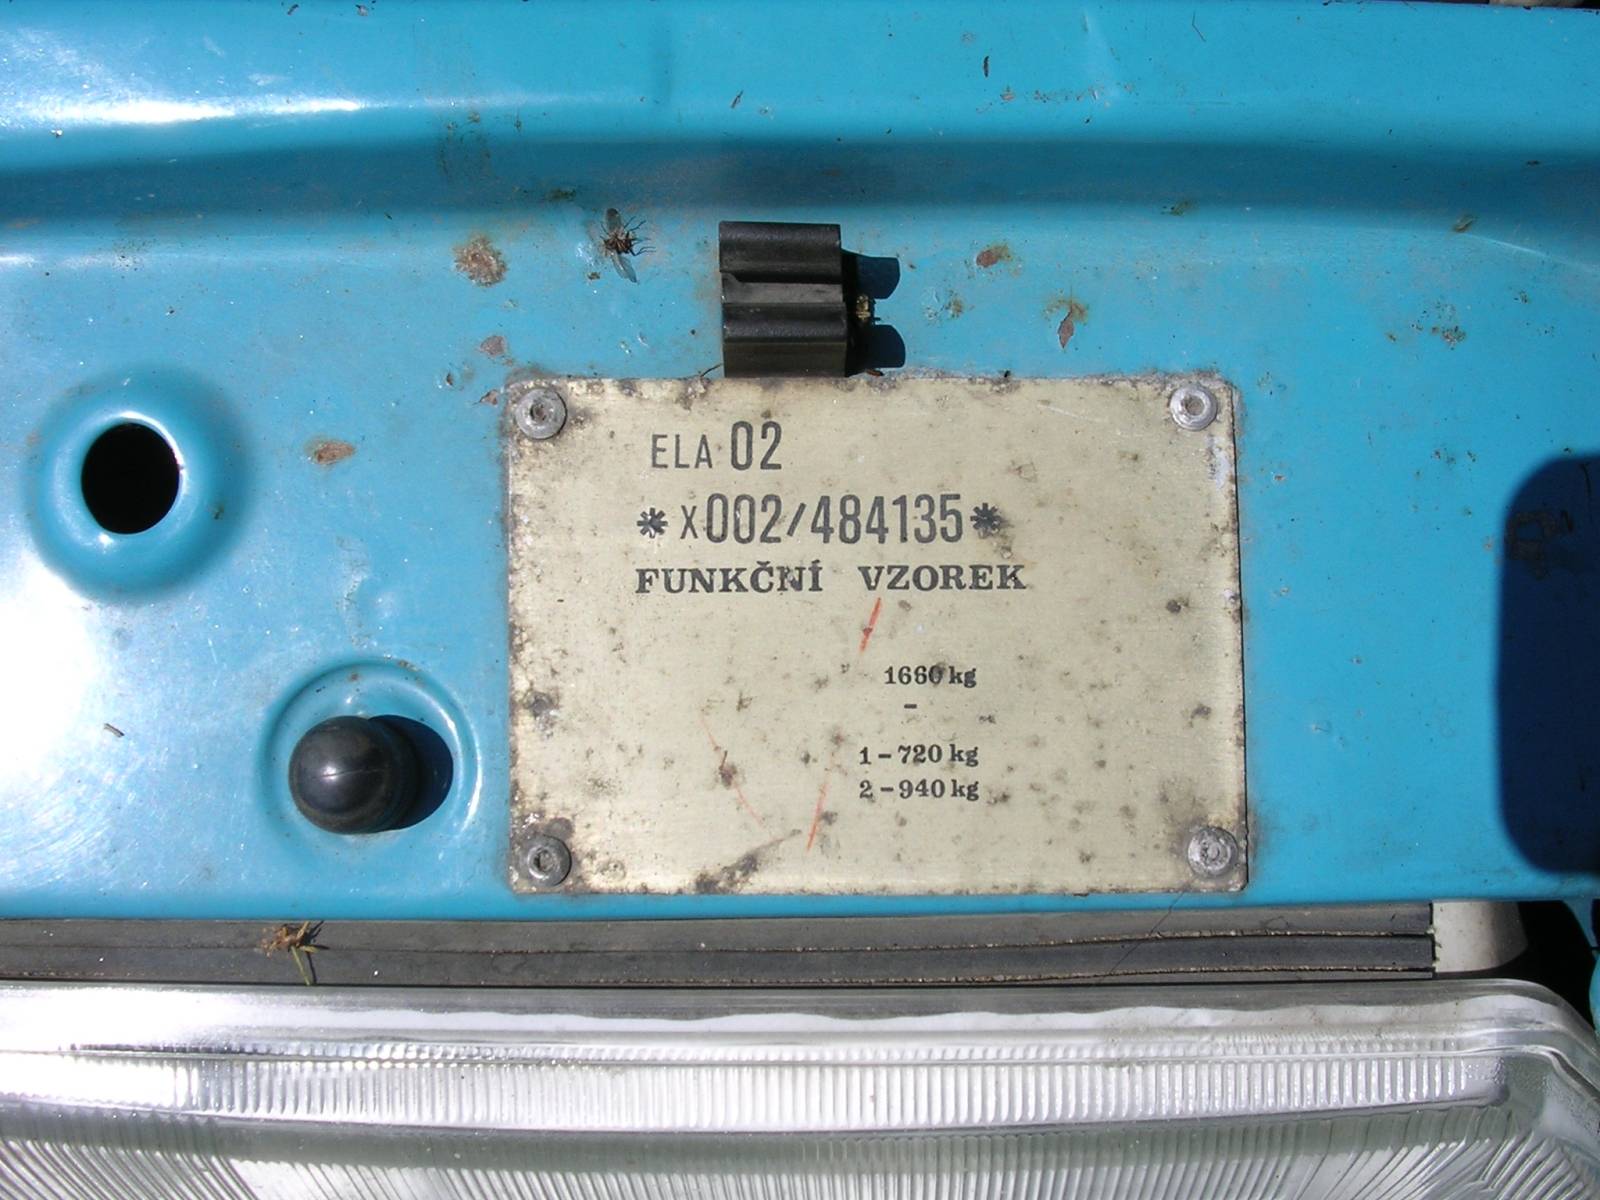 ELA 02
*X002/484135*
FUNKČNÍ VZOREK
1660 kg
-
1-720 kg
2-940 kg